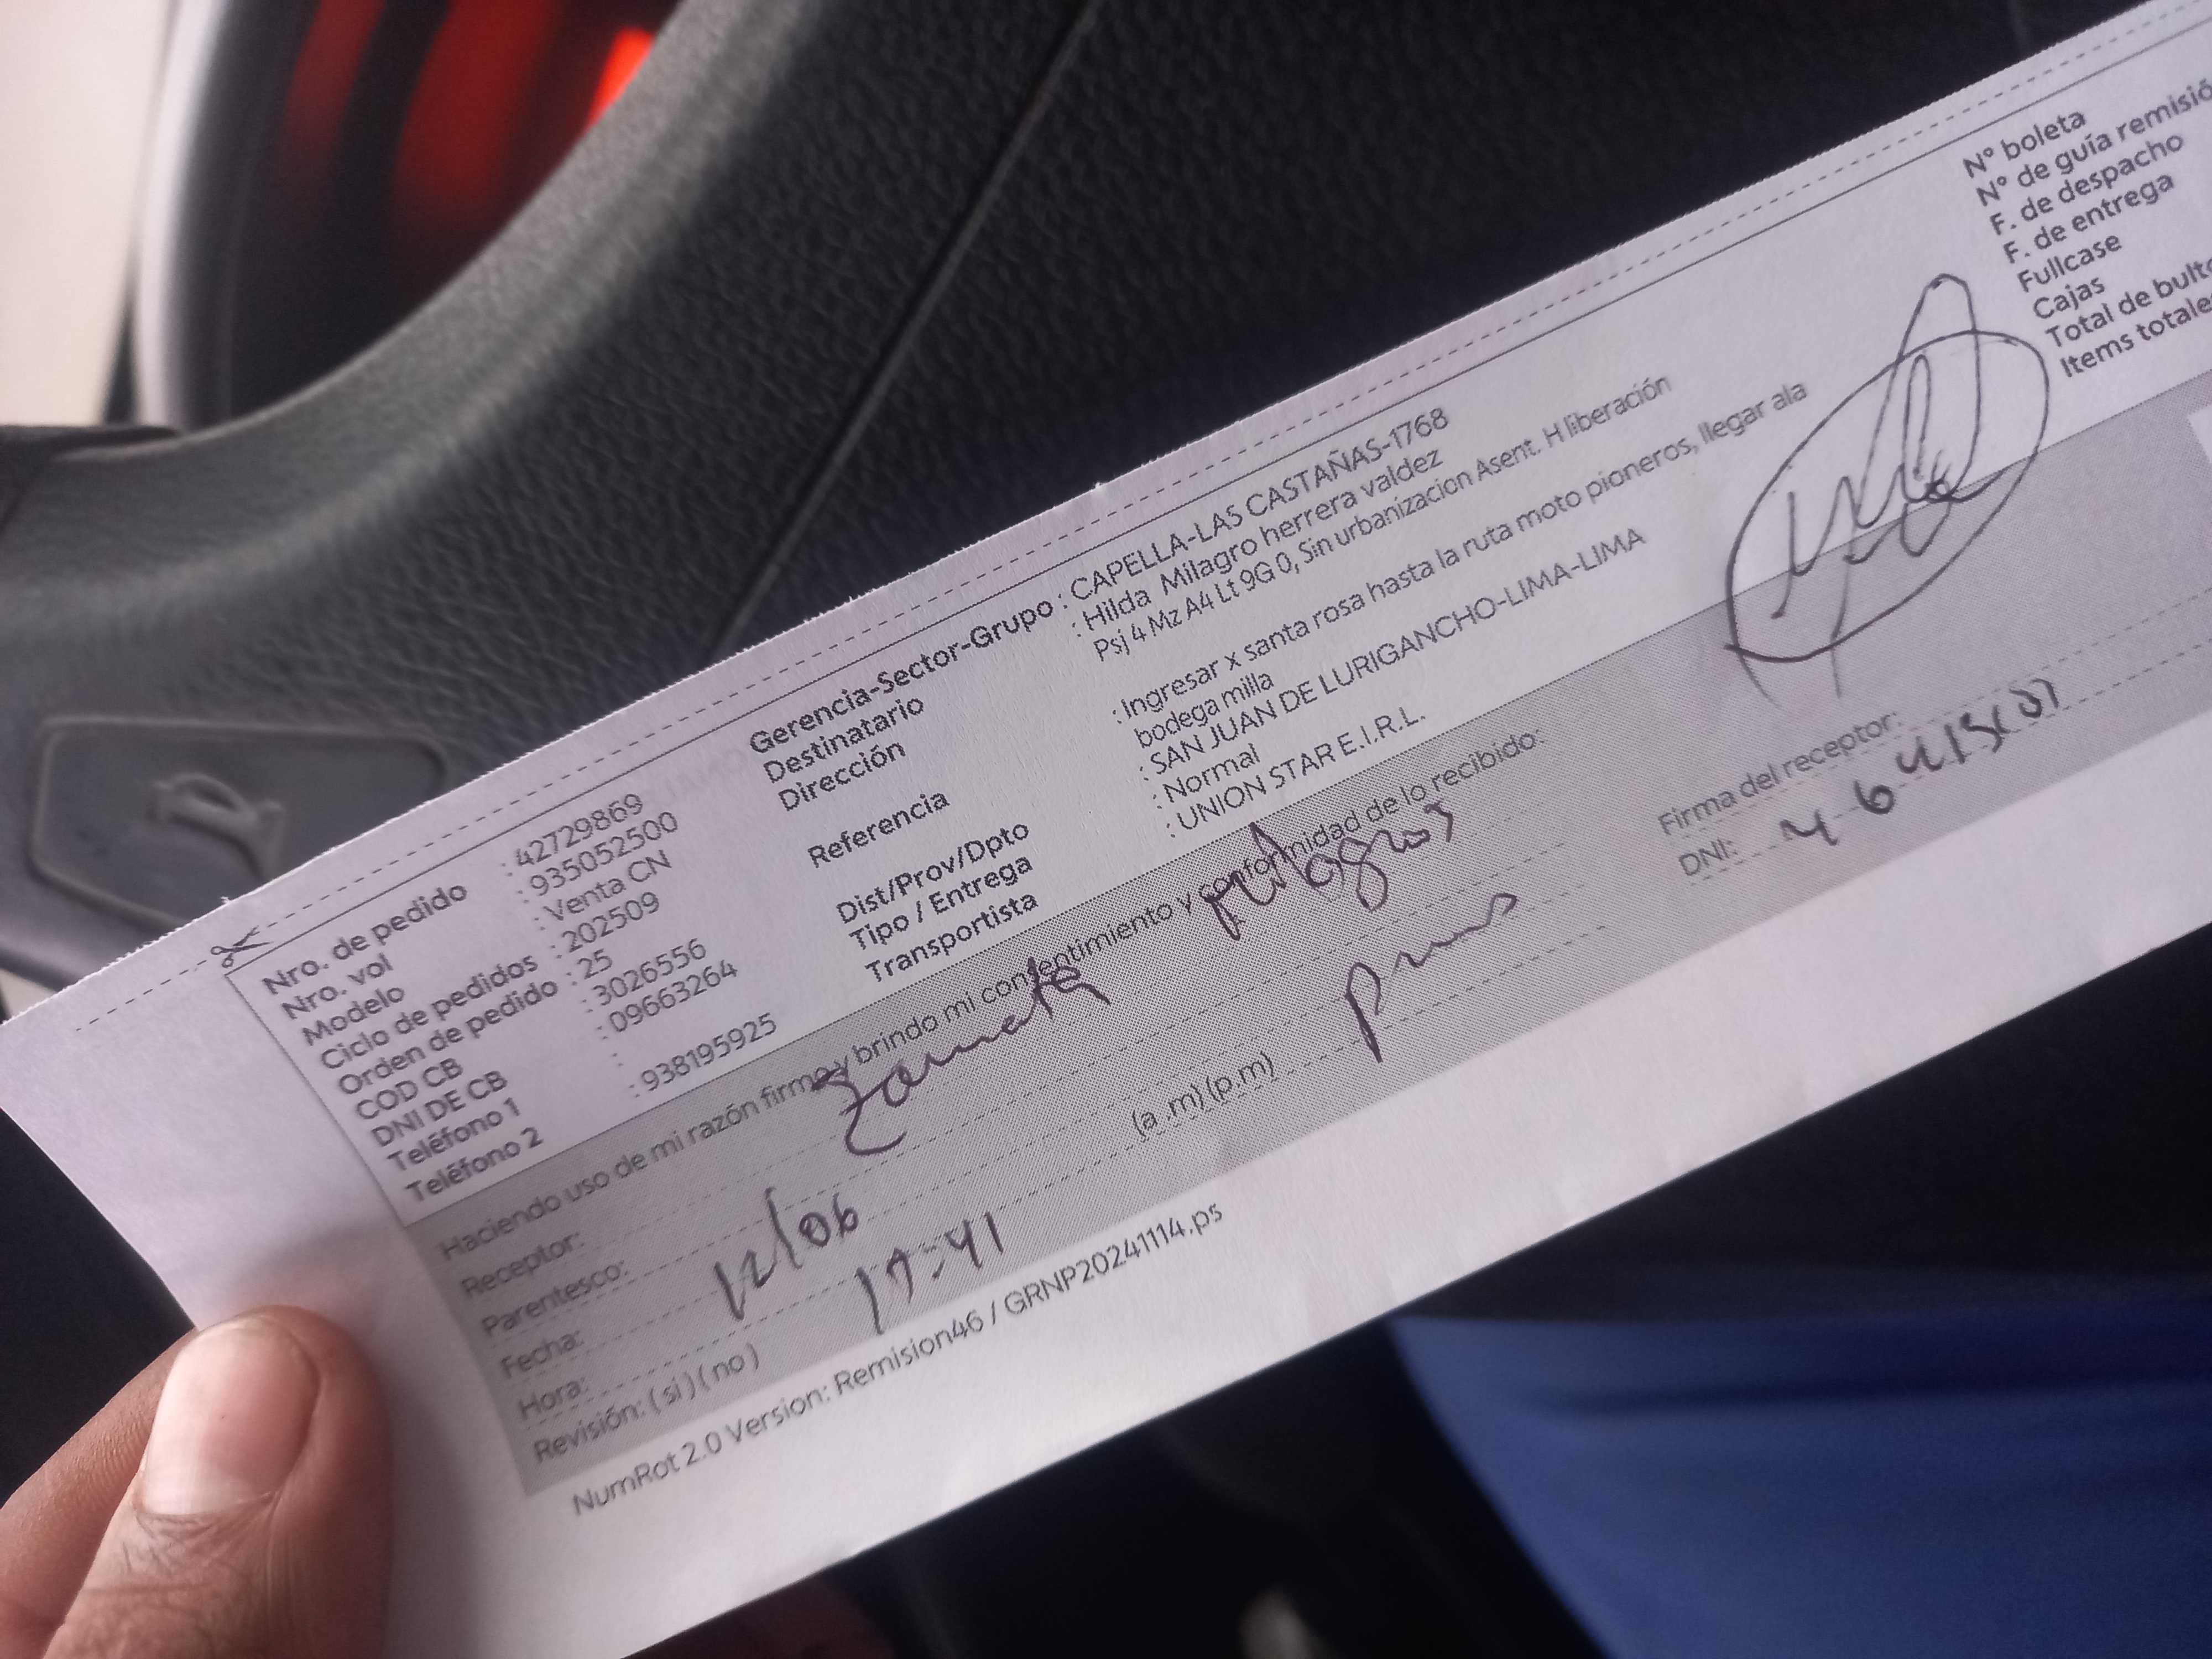 Nro. de pedido : 42729869
Nro. vol : 935052500
Modelo : Venta CN
Ciclo de pedidos : 202509
Orden de pedido : 25
COD CB : 3026556
DNI DE CB : 09663264
Teléfono 1 :
Teléfono 2 : 938195925
Gerencia-Sector-Grupo : CAPELLA-LAS CASTAÑAS-1768
Destinatario : Hilda Milagro herrera valdez
Dirección Psj 4 Mz A4 Lt 9G 0, Sin urbanizacion Asent. H liberación
Referencia : Ingresar x santa rosa hasta la ruta moto pioneros, llegar ala
bodega milla
Dist/Prov/Dpto : SAN JUAN DE LURIGANCHO-LIMA-LIMA
Tipo / Entrega : Normal
Transportista : UNION STAR E.I.R.L.
N° boleta
N° de guía remisió
F. de despacho
F. de entrega
Fullcase
Cajas
Total de bulto
Items totale
Haciendo uso de mi razón firmo y brindo mi consentimiento y conformidad de lo recibido:
Receptor:
Parentesco:
Fecha: 12/06
Hora: 17:41 (a .m) (p.m)
Revisión: ( si ) ( no )
Firma del receptor:
DNI:
NumRot 2.0 Version: Remision46 / GRNP20241114.ps